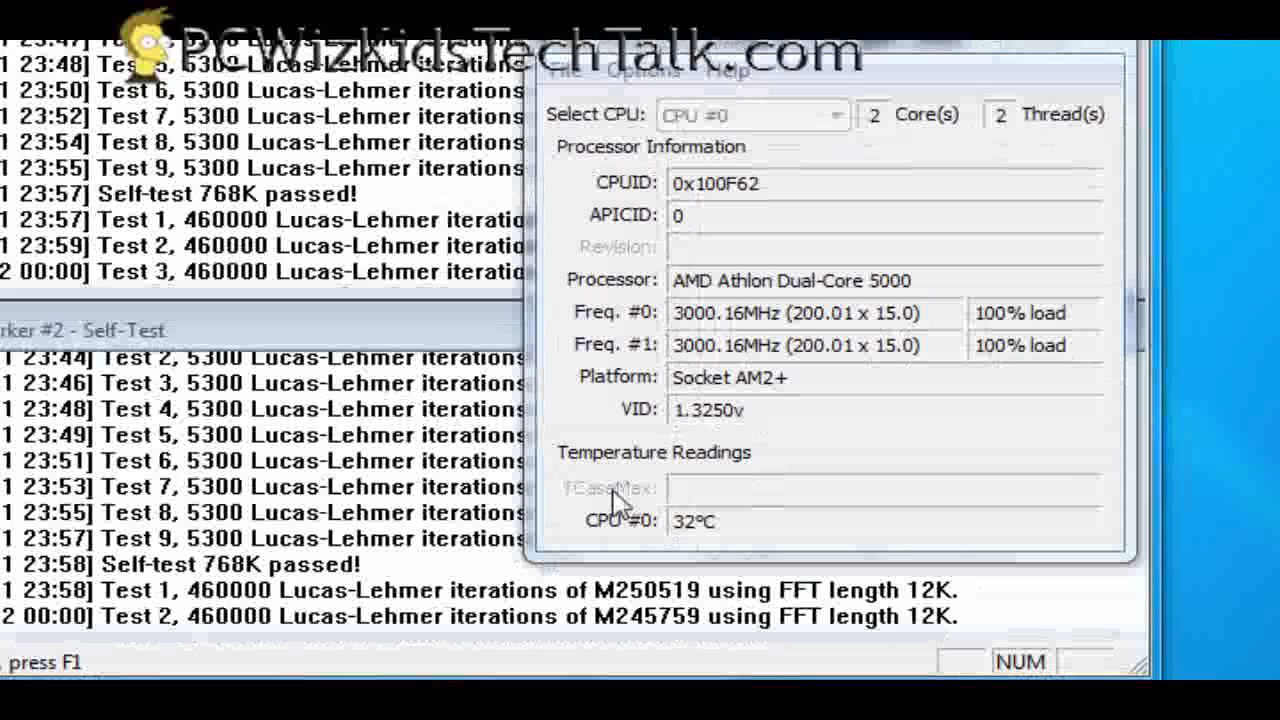 PCWizKidsTechTalk.com
1 23:48] Test 5, 5300 Lucas-Lehmer iterations
1 23:50] Test 6, 5300 Lucas-Lehmer iterations
1 23:52] Test 7, 5300 Lucas-Lehmer iterations
1 23:54] Test 8, 5300 Lucas-Lehmer iterations
1 23:55] Test 9, 5300 Lucas-Lehmer iterations
1 23:57] Self-test 768K passed!
1 23:57] Test 1, 460000 Lucas-Lehmer iteratio
1 23:59] Test 2, 460000 Lucas-Lehmer iteratio
2 00:00] Test 3, 460000 Lucas-Lehmer iteratio
rker #2 - Self-Test
1 23:44] Test 2, 5300 Lucas-Lehmer iterations
1 23:46] Test 3, 5300 Lucas-Lehmer iterations
1 23:48] Test 4, 5300 Lucas-Lehmer iterations
1 23:49] Test 5, 5300 Lucas-Lehmer iterations
1 23:51] Test 6, 5300 Lucas-Lehmer iterations
1 23:53] Test 7, 5300 Lucas-Lehmer iterations
1 23:55] Test 8, 5300 Lucas-Lehmer iterations
1 23:57] Test 9, 5300 Lucas-Lehmer iterations
1 23:58] Self-test 768K passed!
1 23:58] Test 1, 460000 Lucas-Lehmer iterations of M250519 using FFT length 12K.
2 00:00] Test 2, 460000 Lucas-Lehmer iterations of M245759 using FFT length 12K.
, press F1
NUM
File Options Help
Select CPU: CPU #0 2 Core(s) 2 Thread(s)
Processor Information
CPUID: 0x100F62
APICID: 0
Revision:
Processor: AMD Athlon Dual-Core 5000
Freq. #0: 3000.16MHz (200.01 x 15.0) 100% load
Freq. #1: 3000.16MHz (200.01 x 15.0) 100% load
Platform: Socket AM2+
VID: 1.3250v
Temperature Readings
TCaseMax:
CPU #0: 32°C